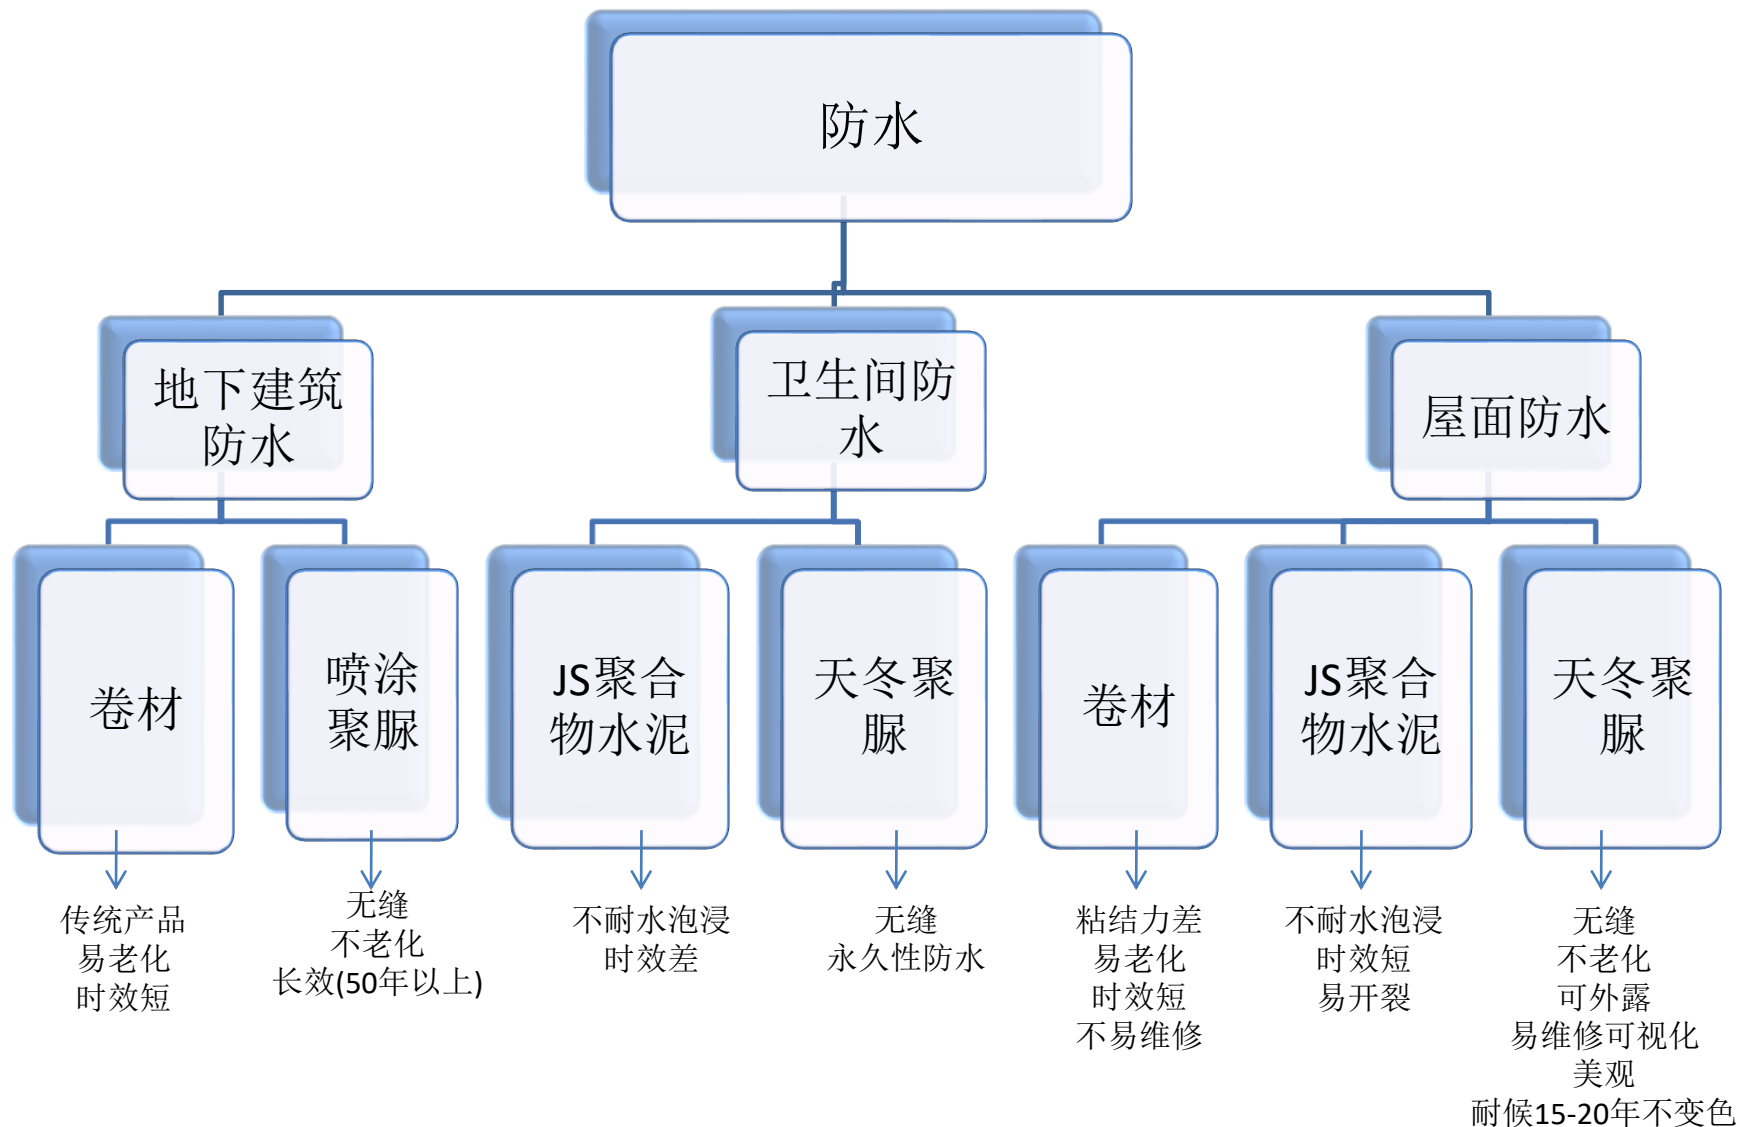 防水
地下建筑
防水
卫生间防
水
屋面防水
卷材
喷涂
聚脲
JS聚合
物水泥
天冬聚
脲
卷材
JS聚合
物水泥
天冬聚
脲
传统产品
易老化
时效短
无缝
不老化
长效(50年以上)
不耐水泡浸
时效差
无缝
永久性防水
粘结力差
易老化
时效短
不易维修
不耐水泡浸
时效短
易开裂
无缝
不老化
可外露
易维修可视化
美观
耐候15-20年不变色